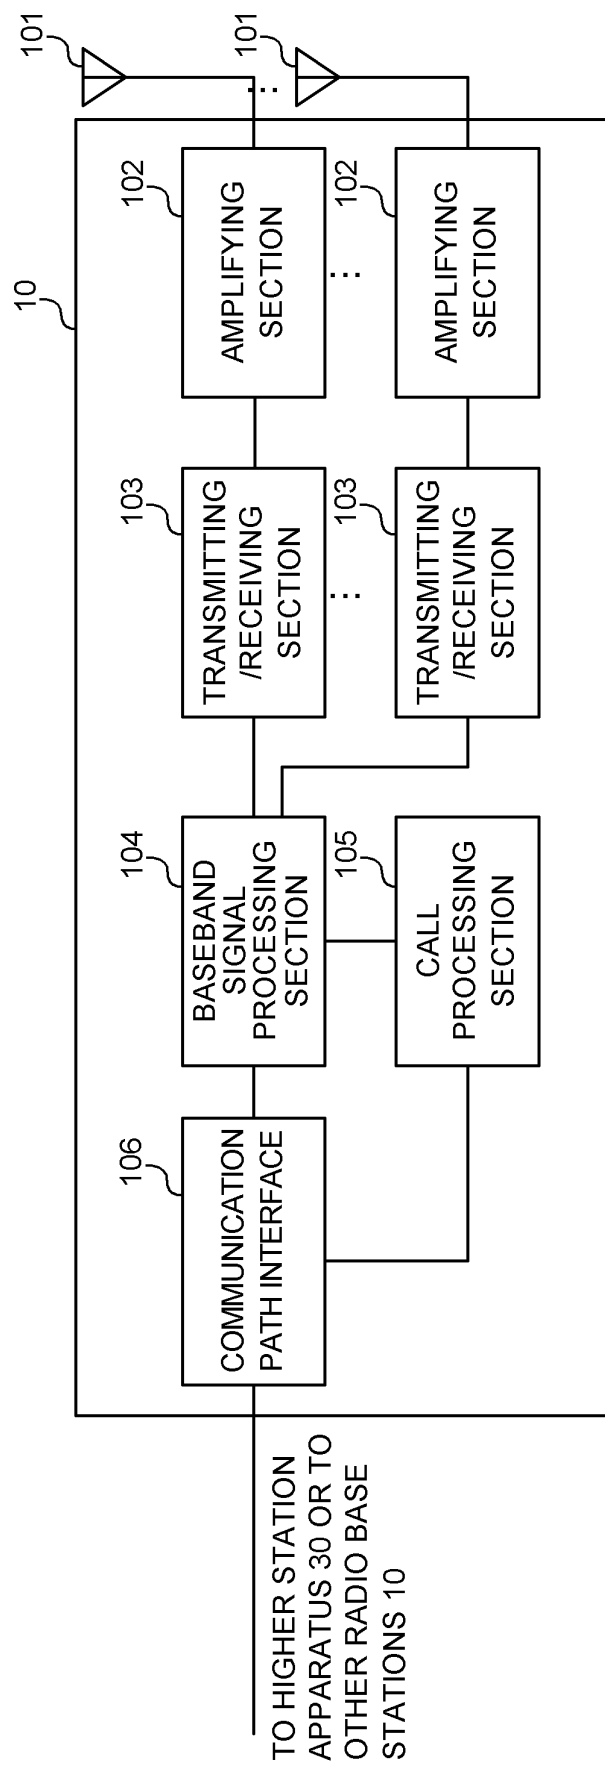 10
101
101
102
AMPLIFYING
SECTION
102
AMPLIFYING
SECTION
...
...
...
103
TRANSMITTING
/RECEIVING
SECTION
103
TRANSMITTING
/RECEIVING
SECTION
104
BASEBAND
SIGNAL
PROCESSING
SECTION
105
CALL
PROCESSING
SECTION
106
COMMUNICATION
PATH INTERFACE
TO HIGHER STATION
APPARATUS 30 OR TO
OTHER RADIO BASE
STATIONS 10